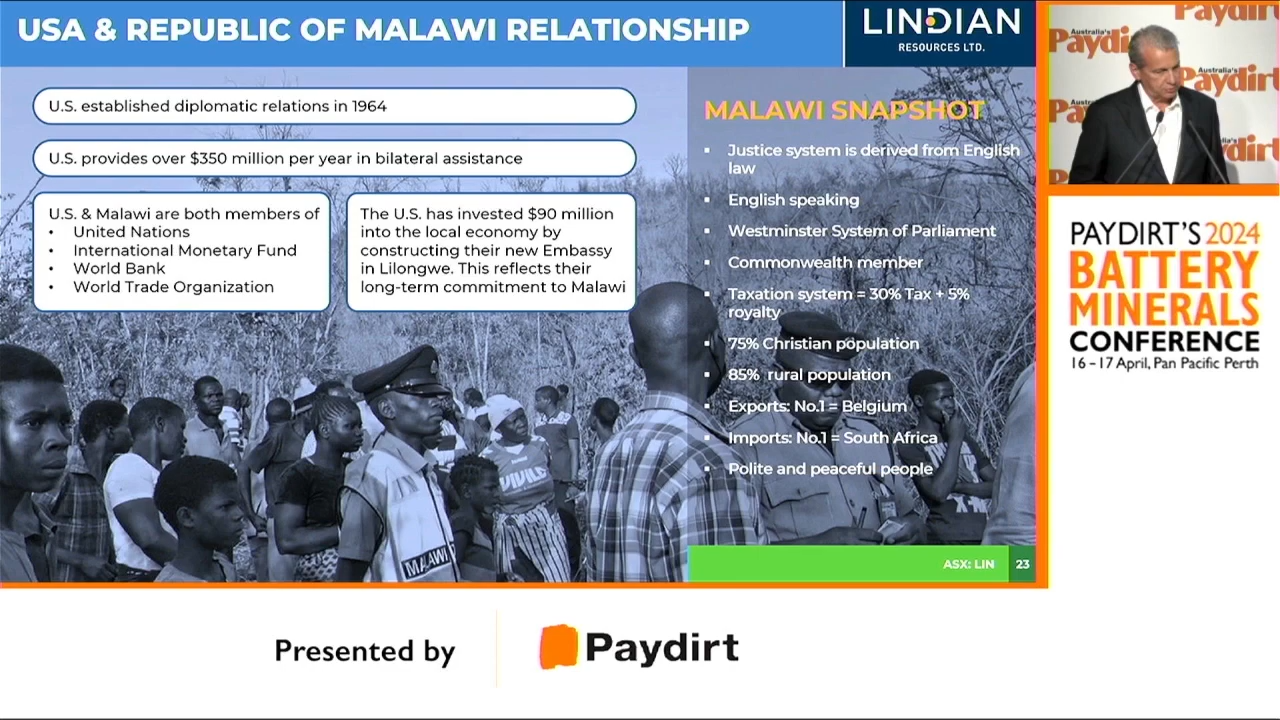 USA & REPUBLIC OF MALAWI RELATIONSHIP
LINDIAN
RESOURCES LTD.
U.S. established diplomatic relations in 1964
U.S. provides over $350 million per year in bilateral assistance
U.S. & Malawi are both members of
• United Nations
• International Monetary Fund
• World Bank
• World Trade Organization
The U.S. has invested $90 million
into the local economy by
constructing their new Embassy
in Lilongwe. This reflects their
long-term commitment to Malawi
MALAWI SNAPSHOT
▪ Justice system is derived from English
law
▪ English speaking
▪ Westminster System of Parliament
▪ Commonwealth member
▪ Taxation system = 30% Tax + 5%
royalty
▪ 75% Christian population
▪ 85% rural population
▪ Exports: No.1 = Belgium
▪ Imports: No.1 = South Africa
▪ Polite and peaceful people
MALAWI
ASX: LIN
23
Australia's
Paydirt
PAYDIRT'S 2024
BATTERY
MINERALS
CONFERENCE
16 – 17 April, Pan Pacific Perth
Presented by
Paydirt